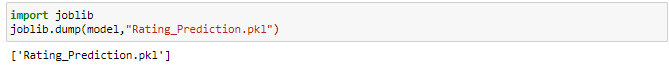 import joblib
joblib.dump(model,"Rating_Prediction.pkl")
['Rating_Prediction.pkl']